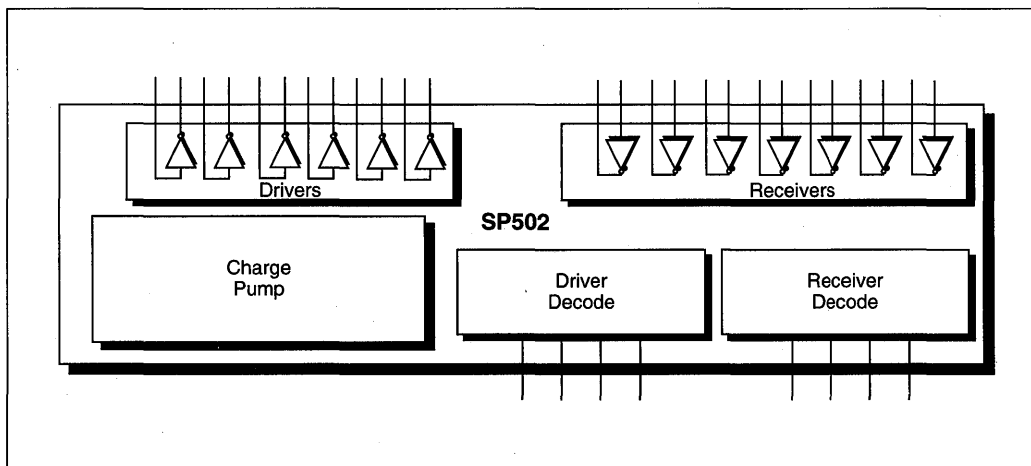 Drivers
Receivers
SP502
Charge
Pump
Driver
Decode
Receiver
Decode